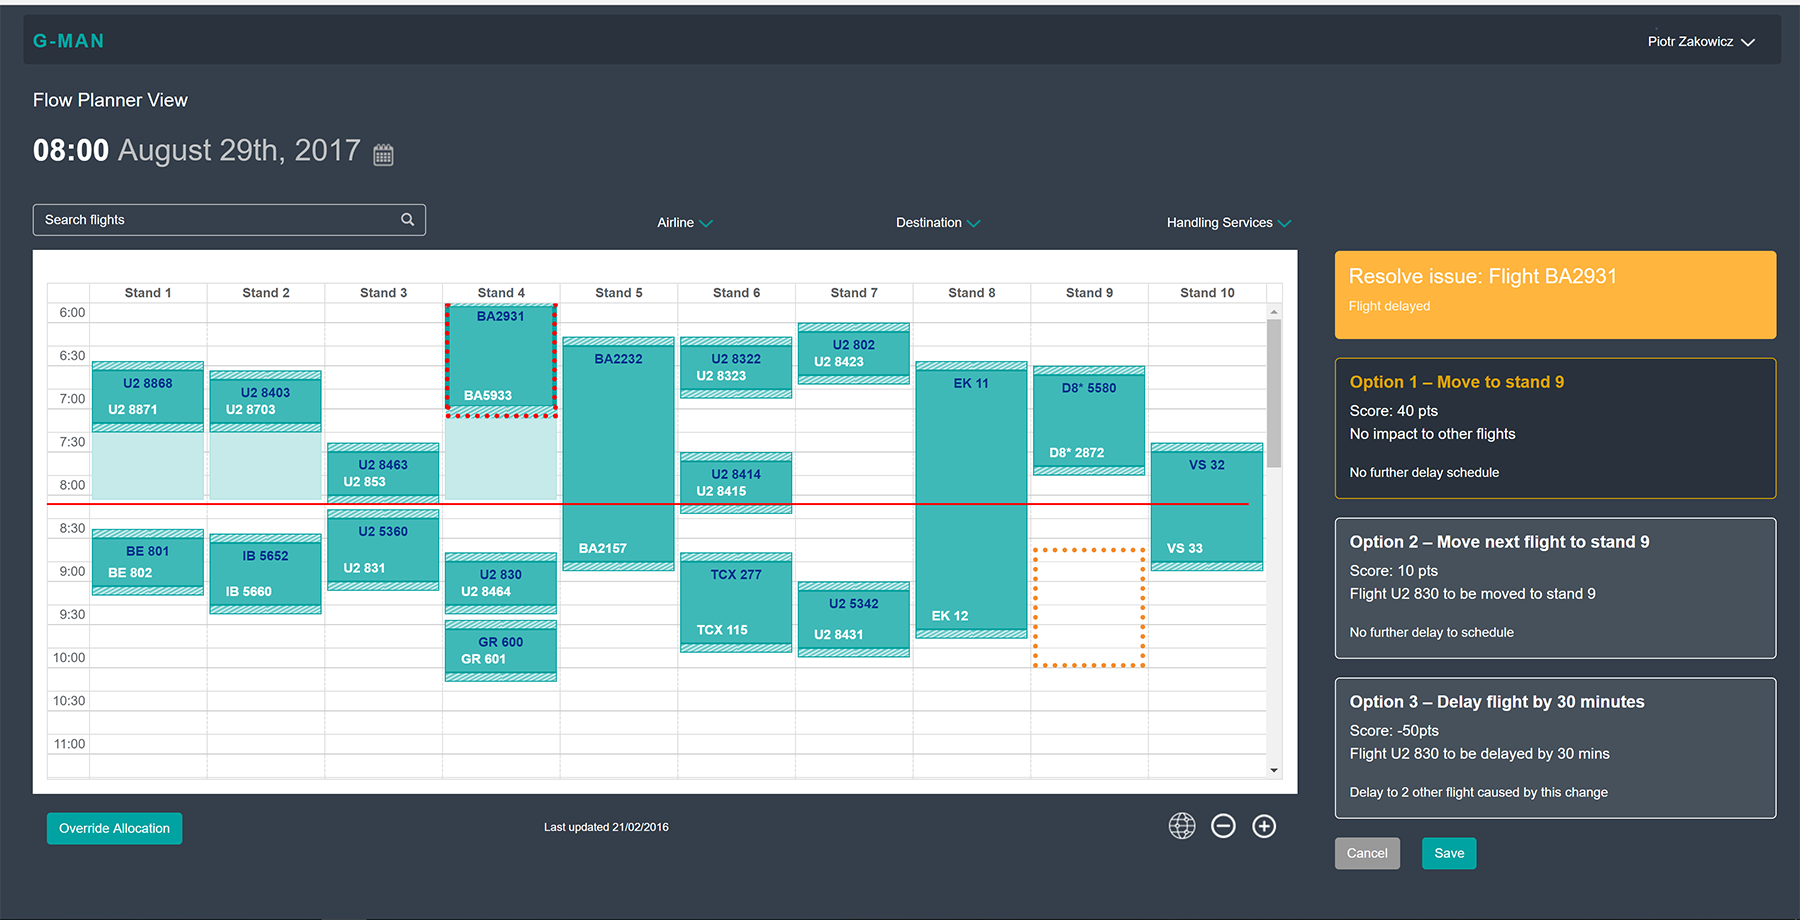 G-MAN
Piotr Zakowicz
Flow Planner View
08:00 August 29th, 2017
Search flights
Airline
Destination
Handling Services
Stand 1 Stand 2 Stand 3 Stand 4 Stand 5 Stand 6 Stand 7 Stand 8 Stand 9 Stand 10
6:00
6:30
7:00
7:30
8:00
8:30
9:00
9:30
10:00
10:30
11:00
U2 8868
U2 8871
BE 801
BE 802
U2 8403
U2 8703
IB 5652
IB 5660
U2 8463
U2 853
U2 5360
U2 831
BA2931
BA5933
U2 830
U2 8464
GR 600
GR 601
BA2232
BA2157
U2 8322
U2 8323
U2 8414
U2 8415
TCX 277
TCX 115
U2 802
U2 8423
U2 5342
U2 8431
EK 11
EK 12
D8* 5580
D8* 2872
VS 32
VS 33
Override Allocation
Last updated 21/02/2016
Resolve issue: Flight BA2931
Flight delayed
Option 1 – Move to stand 9
Score: 40 pts
No impact to other flights
No further delay schedule
Option 2 – Move next flight to stand 9
Score: 10 pts
Flight U2 830 to be moved to stand 9
No further delay to schedule
Option 3 – Delay flight by 30 minutes
Score: -50pts
Flight U2 830 to be delayed by 30 mins
Delay to 2 other flight caused by this change
Cancel
Save